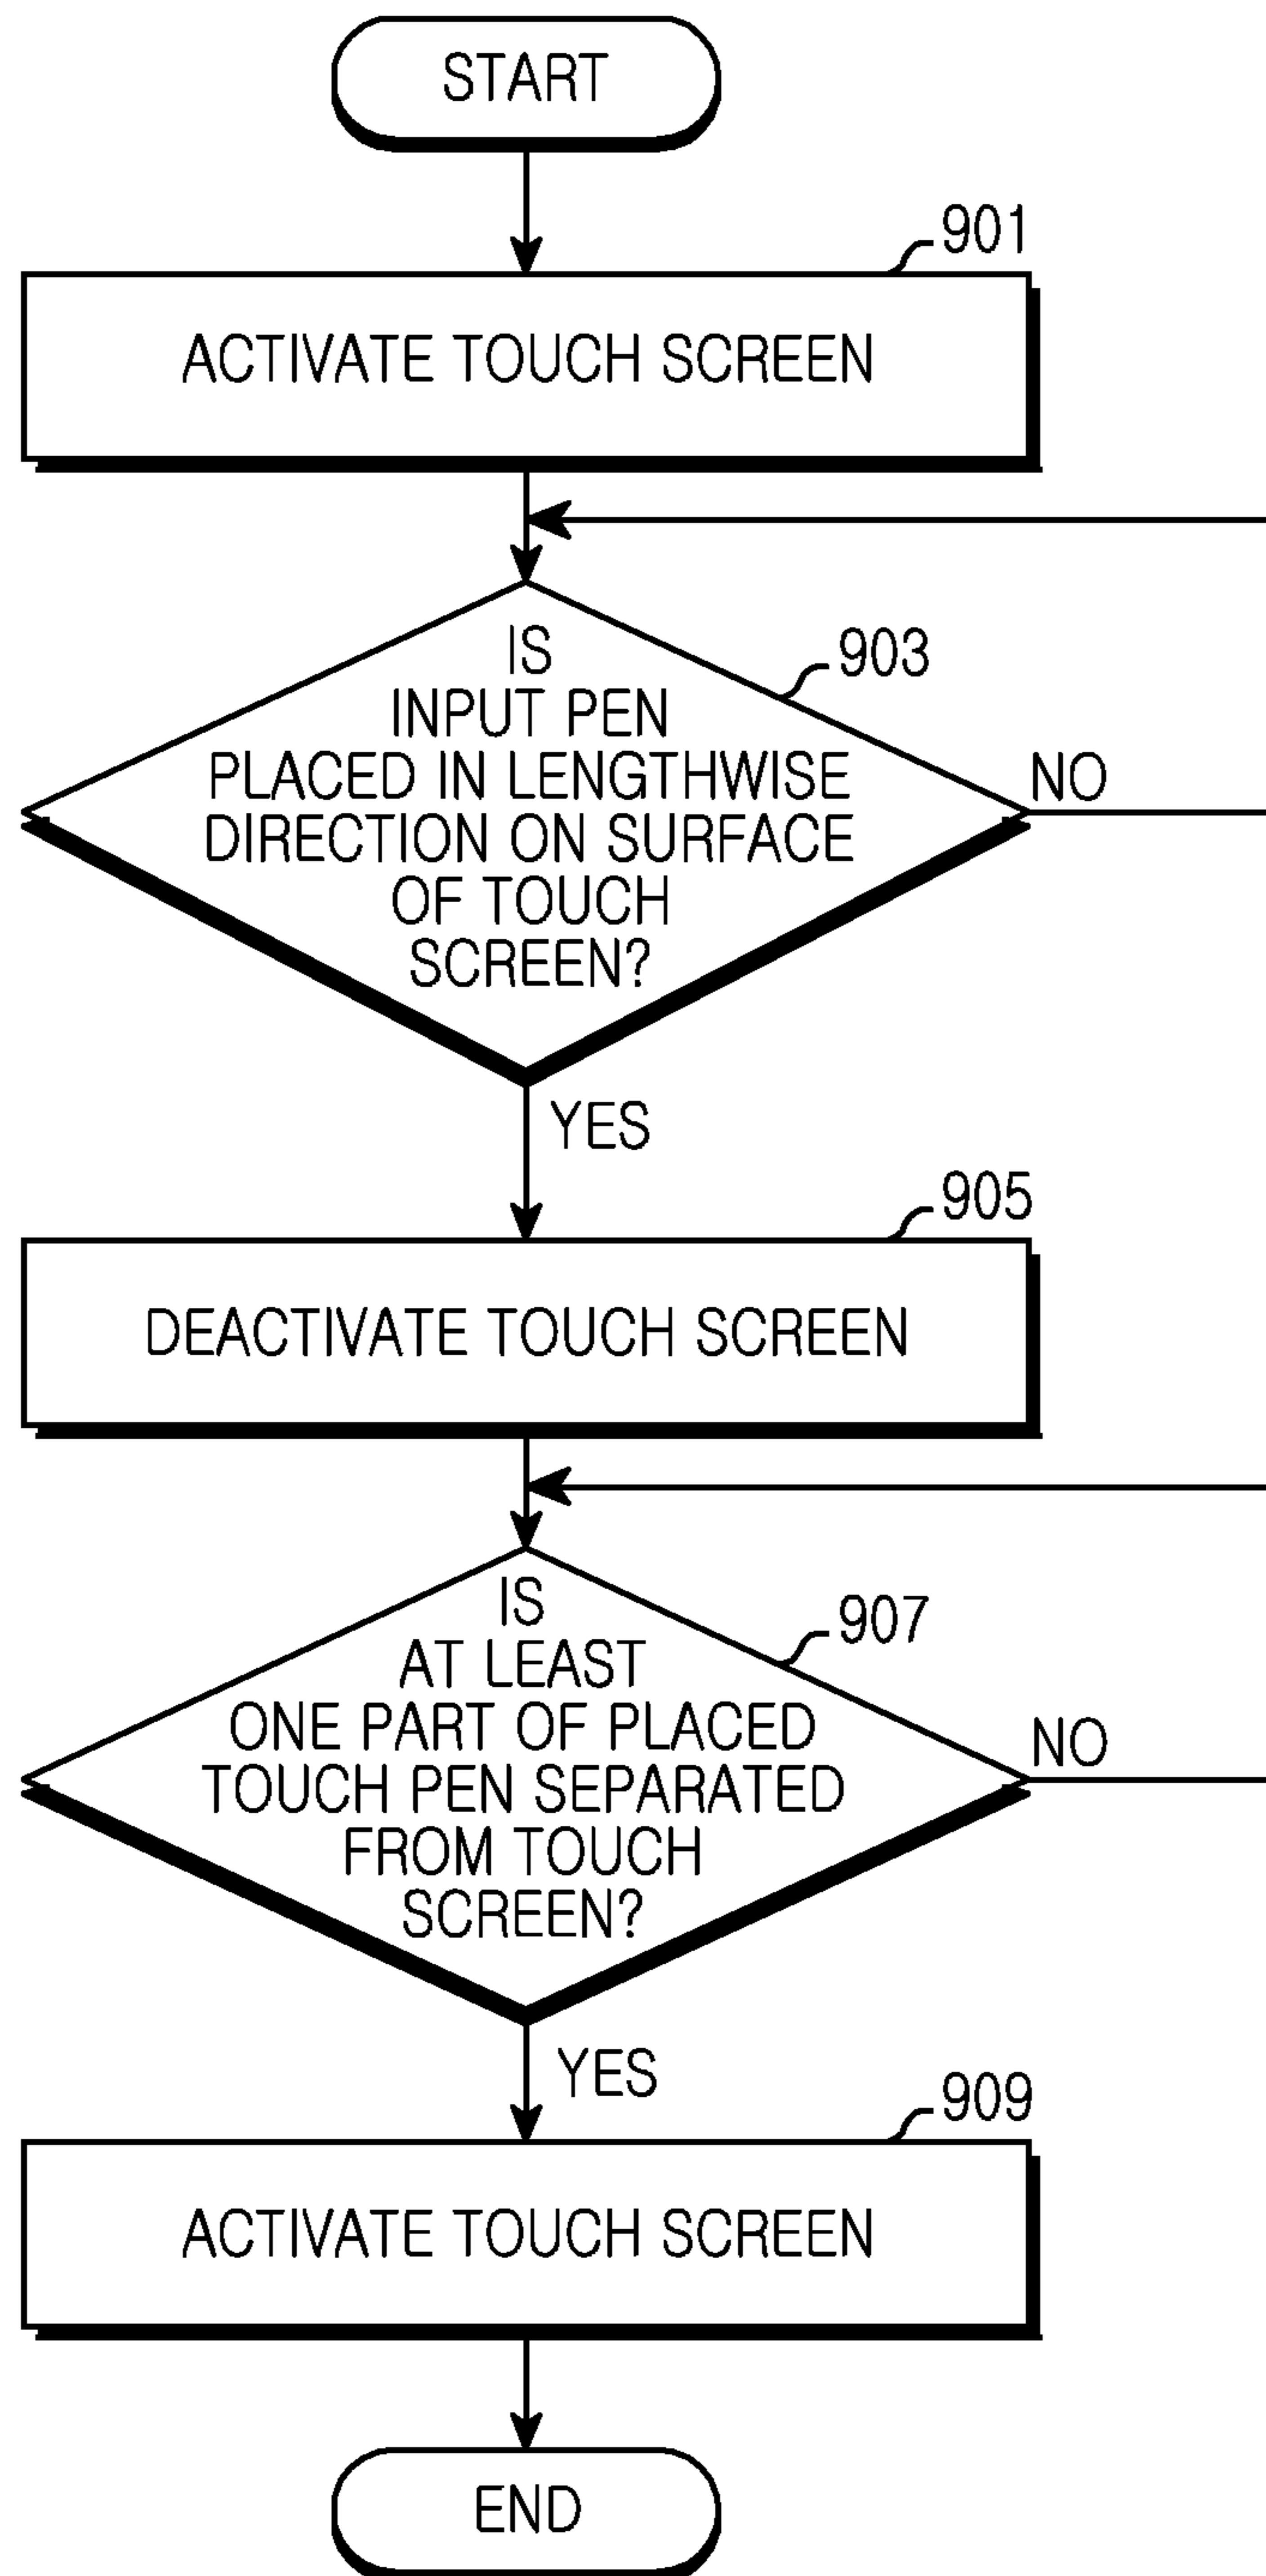 START
901
ACTIVATE TOUCH SCREEN
IS
903
INPUT PEN
PLACED IN LENGTHWISE
NO
DIRECTION ON SURFACE
OF TOUCH
SCREEN?
YES
905
DEACTIVATE TOUCH SCREEN
IS
907
AT LEAST
ONE PART OF PLACED
NO
TOUCH PEN SEPARATED
FROM TOUCH
SCREEN?
YES
909
ACTIVATE TOUCH SCREEN
END